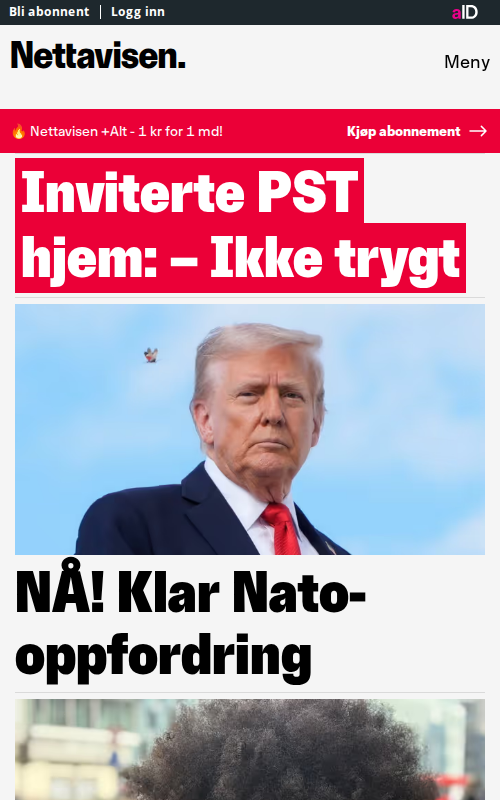 Bli abonnent Logg inn
aID
Nettavisen.
Meny
🔥 Nettavisen +Alt - 1 kr for 1 md! Kjøp abonnement →
Inviterte PST
hjem: – Ikke trygt
NÅ! Klar Nato-
oppfordring